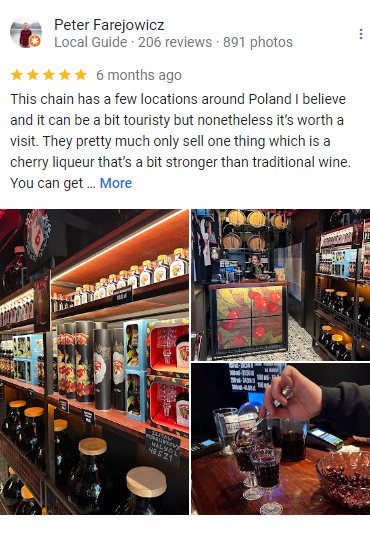 Peter Farejowicz
Local Guide · 206 reviews · 891 photos
6 months ago
This chain has a few locations around Poland I believe
and it can be a bit touristy but nonetheless it's worth a
visit. They pretty much only sell one thing which is a
cherry liqueur that's a bit stronger than traditional wine.
You can get ... More